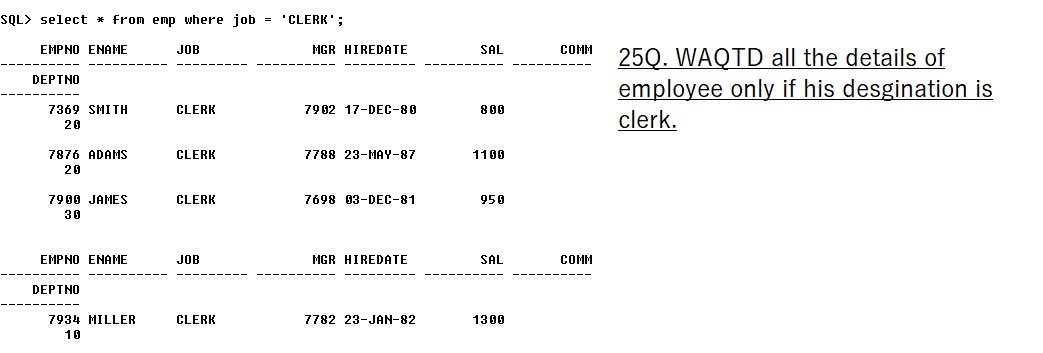 SQL> select * from emp where job = 'CLERK';
     EMPNO ENAME      JOB              MGR HIREDATE         SAL       COMM
---------- ---------- --------- ---------- --------- ---------- ----------
    DEPTNO
----------
      7369 SMITH      CLERK           7902 17-DEC-80        800
        20
      7876 ADAMS      CLERK           7788 23-MAY-87       1100
        20
      7900 JAMES      CLERK           7698 03-DEC-81        950
        30
     EMPNO ENAME      JOB              MGR HIREDATE         SAL       COMM
---------- ---------- --------- ---------- --------- ---------- ----------
    DEPTNO
----------
      7934 MILLER     CLERK           7782 23-JAN-82       1300
        10
25Q. WAQTD all the details of
employee only if his desgination is
clerk.